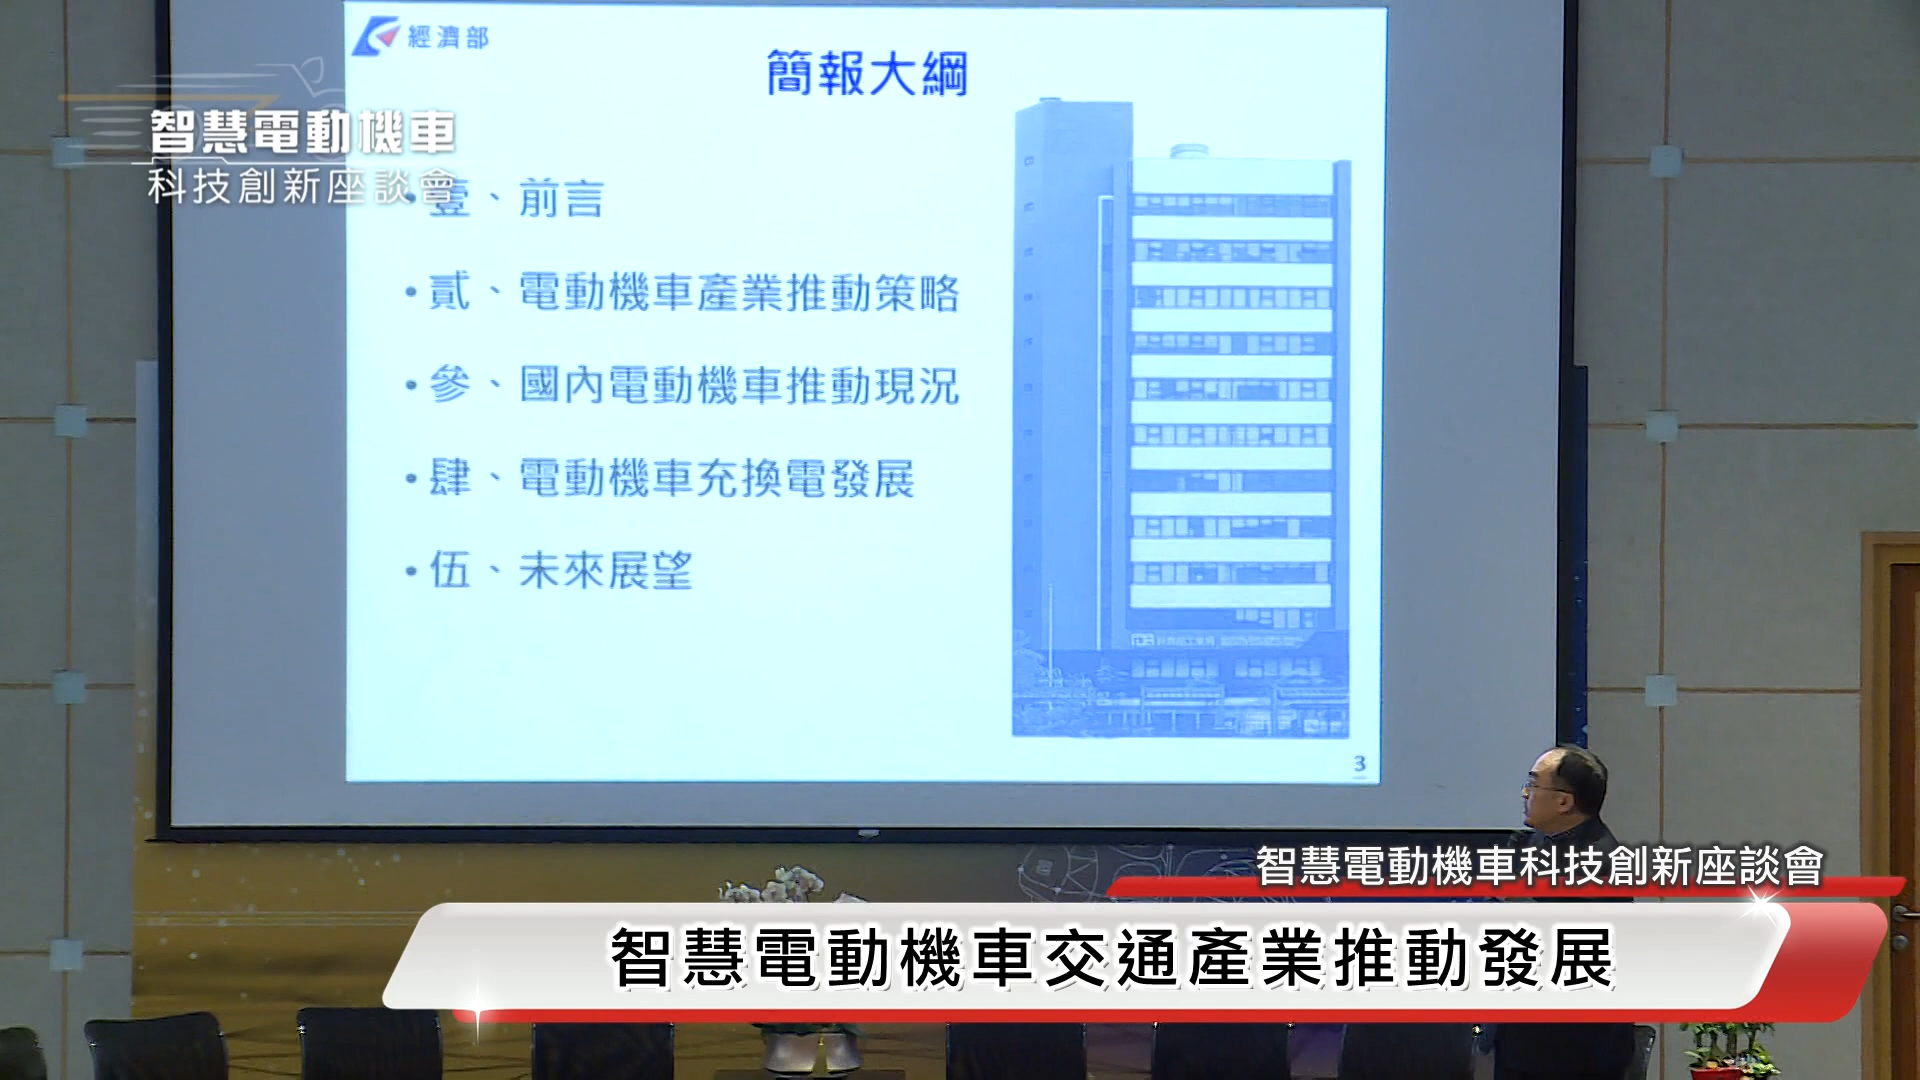 經濟部
簡報大綱
智慧電動機車
科技創新座談會
• 壹、前言
• 貳、電動機車產業推動策略
• 參、國內電動機車推動現況
• 肆、電動機車充換電發展
• 伍、未來展望
3
智慧電動機車科技創新座談會
智慧電動機車交通產業推動發展